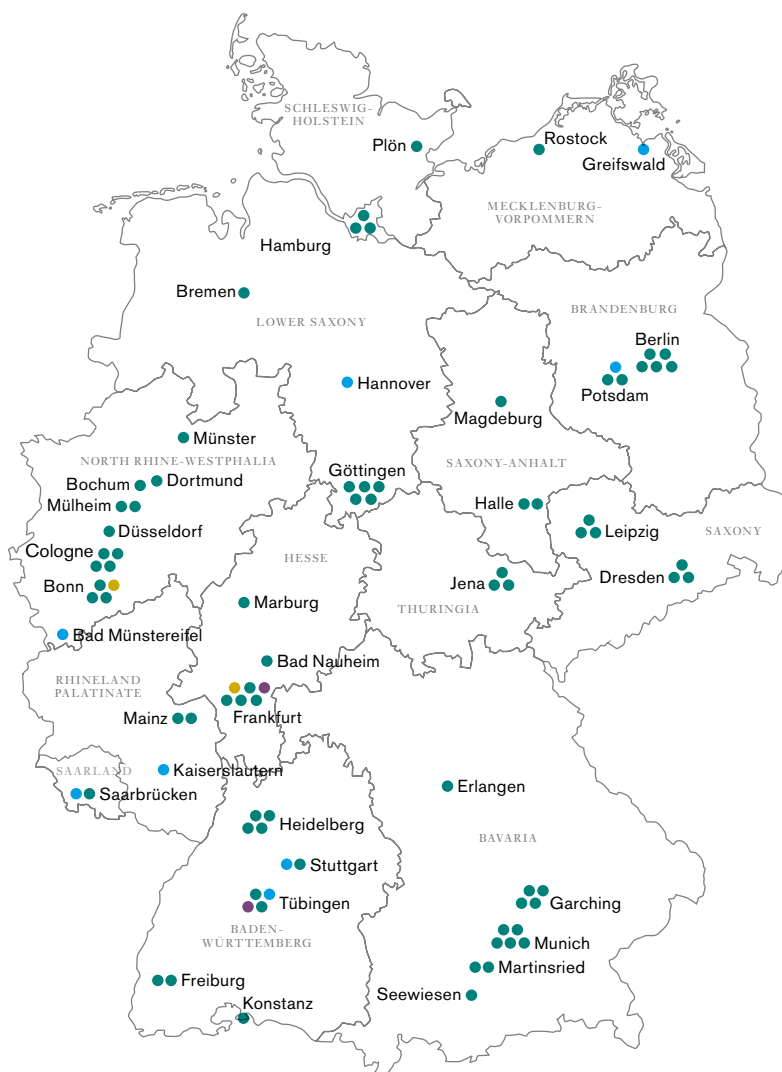 SCHLESWIG-
HOLSTEIN
Plön
Rostock
Greifswald
MECKLENBURG-
VORPOMMERN
Hamburg
Bremen
LOWER SAXONY
BRANDENBURG
Berlin
Potsdam
Hannover
Magdeburg
Münster
NORTH RHINE-WESTPHALIA
Bochum
Dortmund
Göttingen
SAXONY-ANHALT
Mülheim
Halle
Düsseldorf
Leipzig
SAXONY
Cologne
HESSE
Bonn
Jena
Dresden
Marburg
THURINGIA
Bad Münstereifel
Bad Nauheim
RHINELAND
PALATINATE
Mainz
Frankfurt
SAARLAND
Kaiserslautern
Saarbrücken
Erlangen
Heidelberg
BAVARIA
Stuttgart
Tübingen
Garching
BADEN-
WÜRTTEMBERG
Munich
Martinsried
Freiburg
Seewiesen
Konstanz